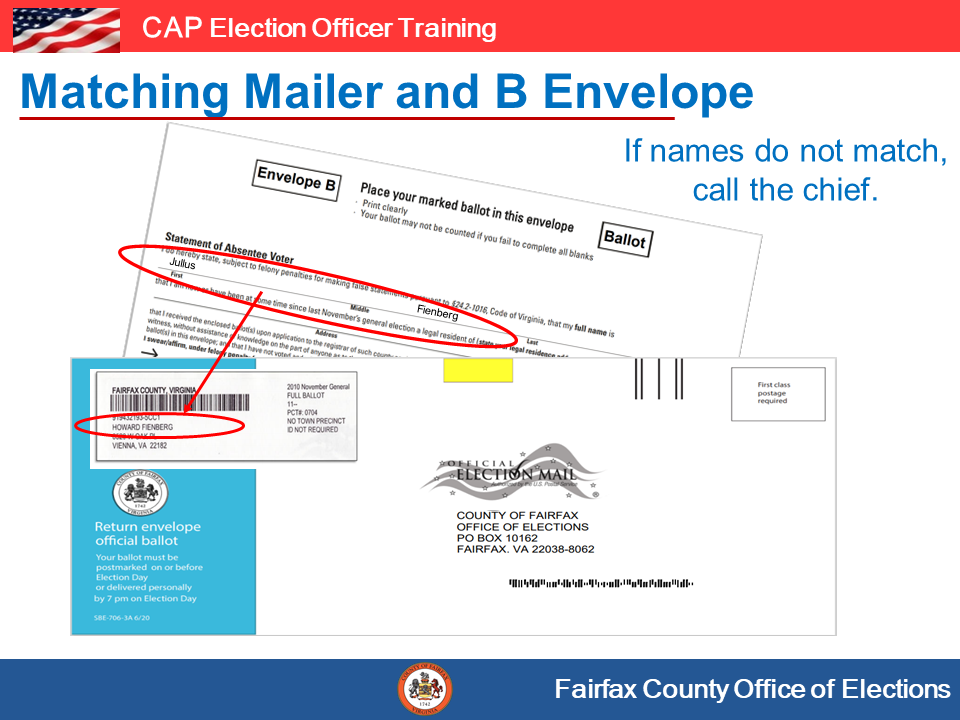 CAP Election Officer Training
Matching Mailer and B Envelope
If names do not match,
call the chief.
Envelope B
Place your marked ballot in this envelope
· Print clearly
· Your ballot may not be counted if you fail to complete all blanks
Ballot
Statement of Absentee Voter
I do hereby state, subject to felony penalties for making false statements pursuant to §24.2-1016, Code of Virginia, that my full name is
Jullus
Fienberg
First
Middle
Last
that I am now or have been at some time since last November's general election a legal resident of (state your legal residence
Address
that I received the enclosed ballot(s) upon application to the registrar of such county
witness, without assistance or knowledge on the part of anyone as to the
ballot(s) in this envelope; and that I have not voted and
I swear/affirm, under felony
FAIRFAX COUNTY, VIRGINIA
HOWARD FIENBERG
VIENNA, VA 22182
2010 November General
FULL BALLOT
11--
PCT#: 0704
NO TOWN PRECINCT
ID NOT REQUIRED
First class
postage
required
OFFICIAL
ELECTION MAIL
Authorized by the U.S. Postal Service
®
COUNTY OF FAIRFAX
VIRGINIA
1742
Return envelope
official ballot
Your ballot must be
postmarked on or before
Election Day
or delivered personally
by 7 pm on Election Day
SBE-706-3A 6/20
COUNTY OF FAIRFAX
OFFICE OF ELECTIONS
PO BOX 10162
FAIRFAX. VA 22038-8062
COUNTY OF FAIRFAX
VIRGINIA
1742
Fairfax County Office of Elections